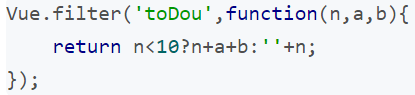 Vue.filter('toDou',function(n,a,b){
    return n<10?n+a+b:''+n;
});